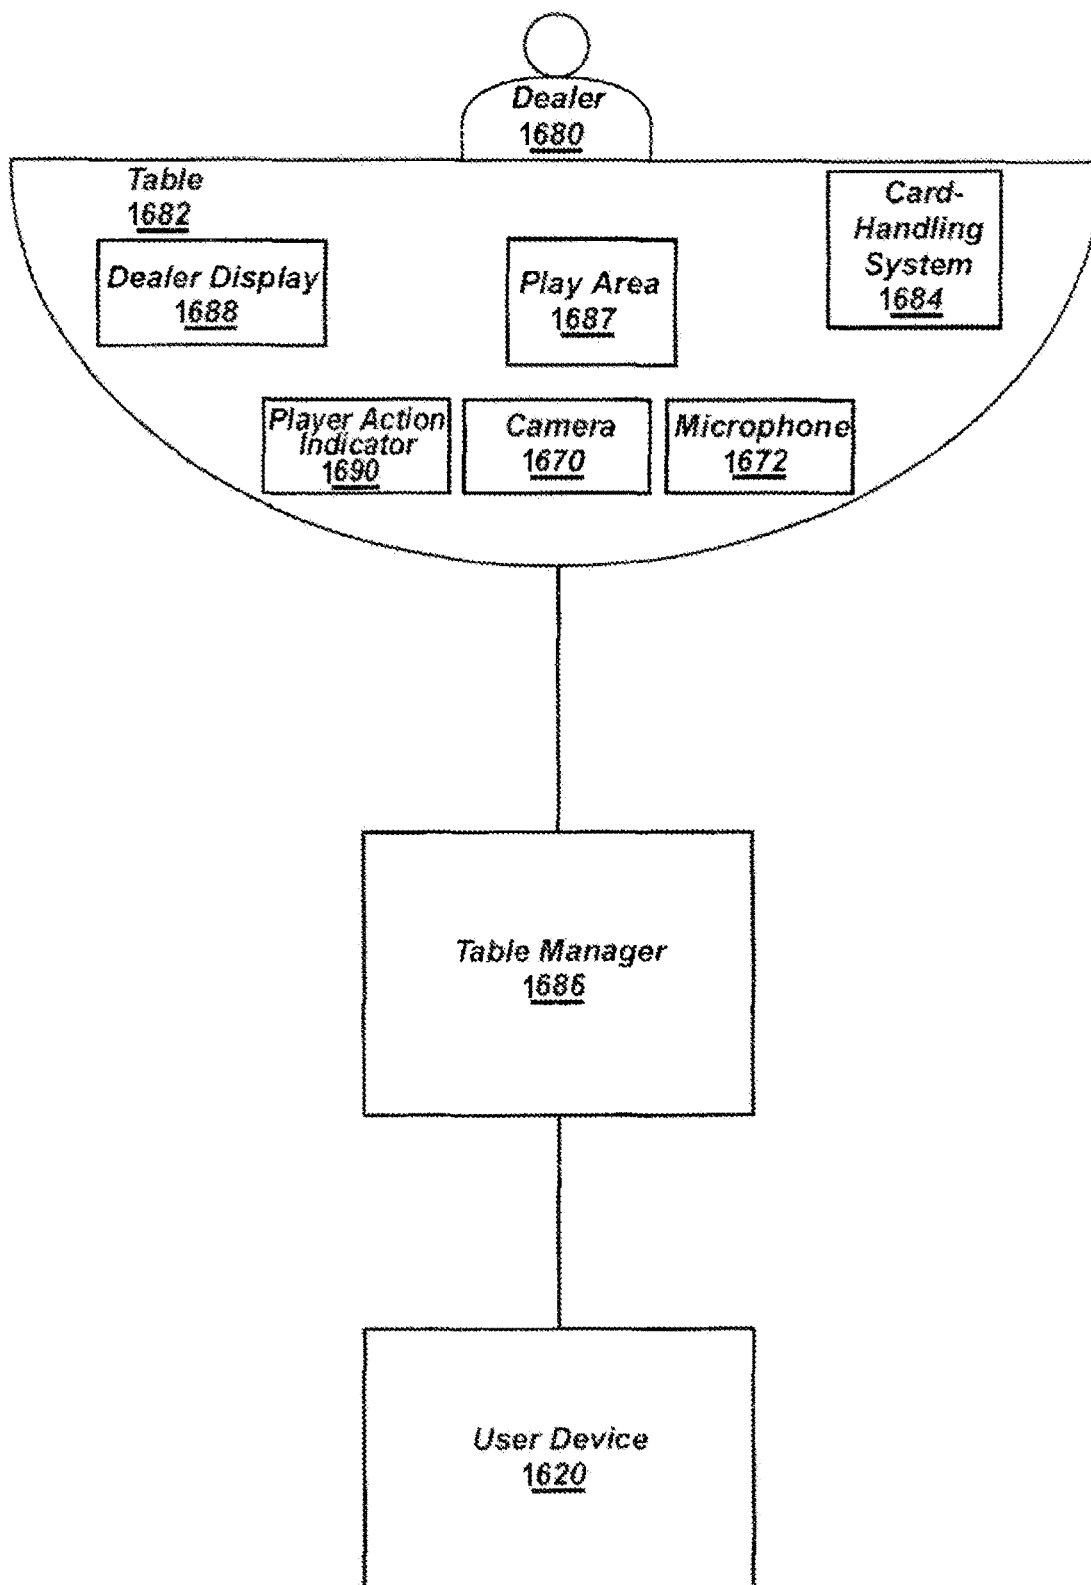 Dealer
1680
Table
1682
Card-
Handling
System
1684
Dealer Display
1688
Play Area
1687
Player Action
Indicator
1690
Camera
1670
Microphone
1672
Table Manager
1686
User Device
1620